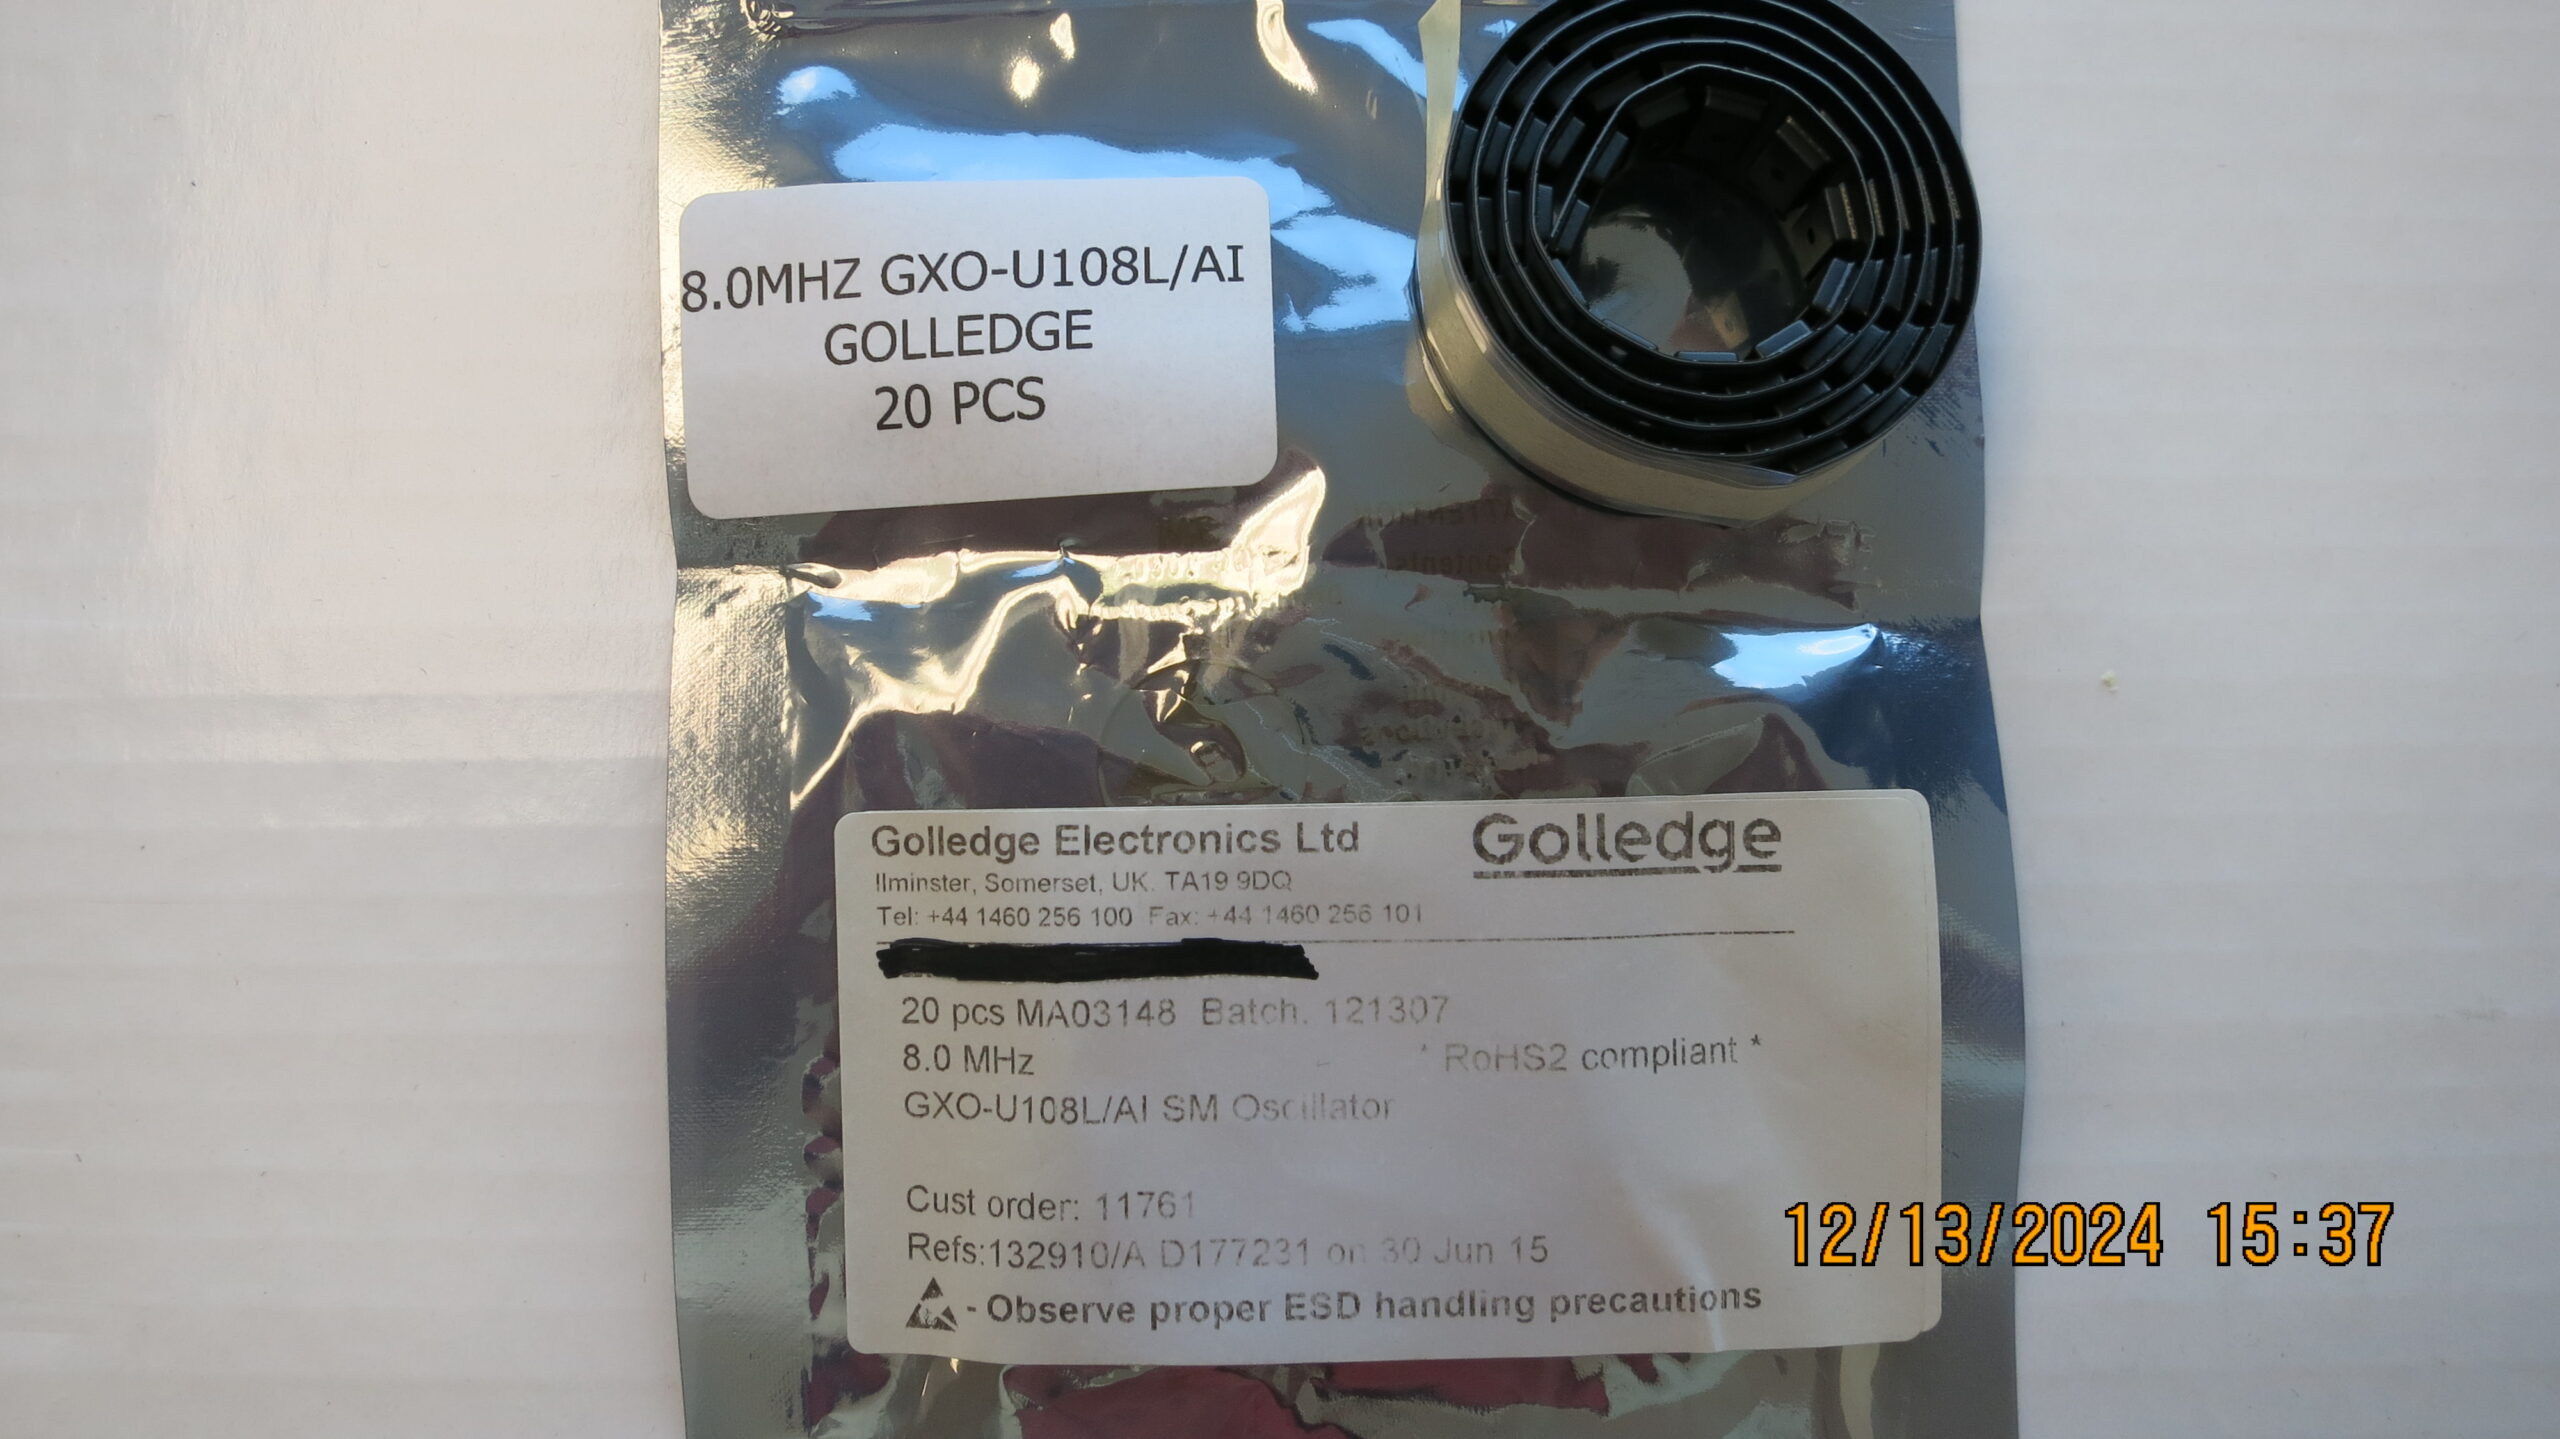 8.0MHZ GXO-U108L/AI
GOLLEDGE
20 PCS
Golledge Electronics Ltd
Golledge
Ilminster, Somerset, UK. TA19 9DQ
Tel: +44 1460 256 100 Fax: +44 1460 256 101
20 pcs MA03148 Batch. 121307
8.0 MHz
* RoHS2 compliant *
GXO-U108L/AI SM Oscillator
Cust order: 11761
Refs:132910/A D177231 on 30 Jun 15
- Observe proper ESD handling precautions
12/13/2024 15:37